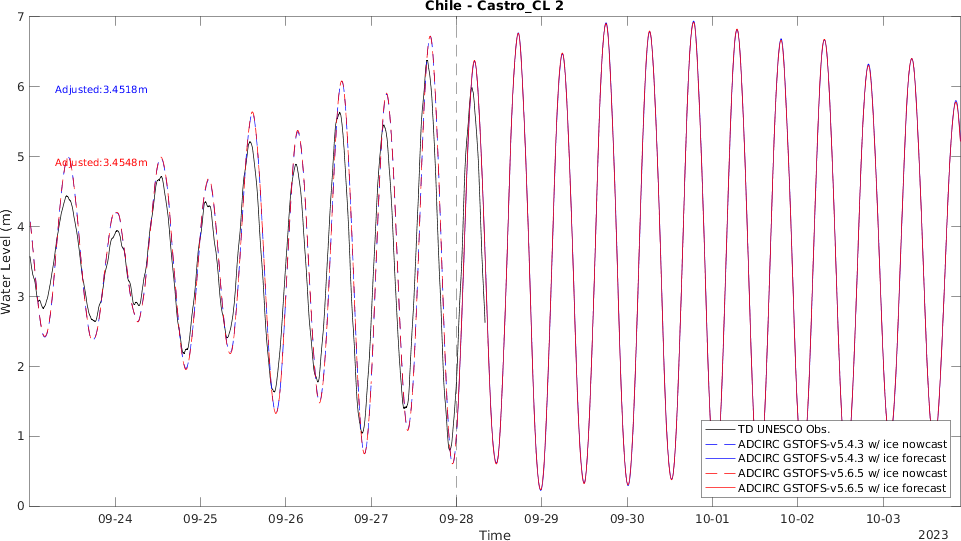 Chile - Castro_CL 2
Water Level (m)
7
6
5
4
3
2
1
0
Adjusted:3.4518m
Adjusted:3.4548m
TD UNESCO Obs.
ADCIRC GSTOFS-v5.4.3 w/ ice nowcast
ADCIRC GSTOFS-v5.4.3 w/ ice forecast
ADCIRC GSTOFS-v5.6.5 w/ ice nowcast
ADCIRC GSTOFS-v5.6.5 w/ ice forecast
09-24 09-25 09-26 09-27 09-28 09-29 09-30 10-01 10-02 10-03
Time
2023